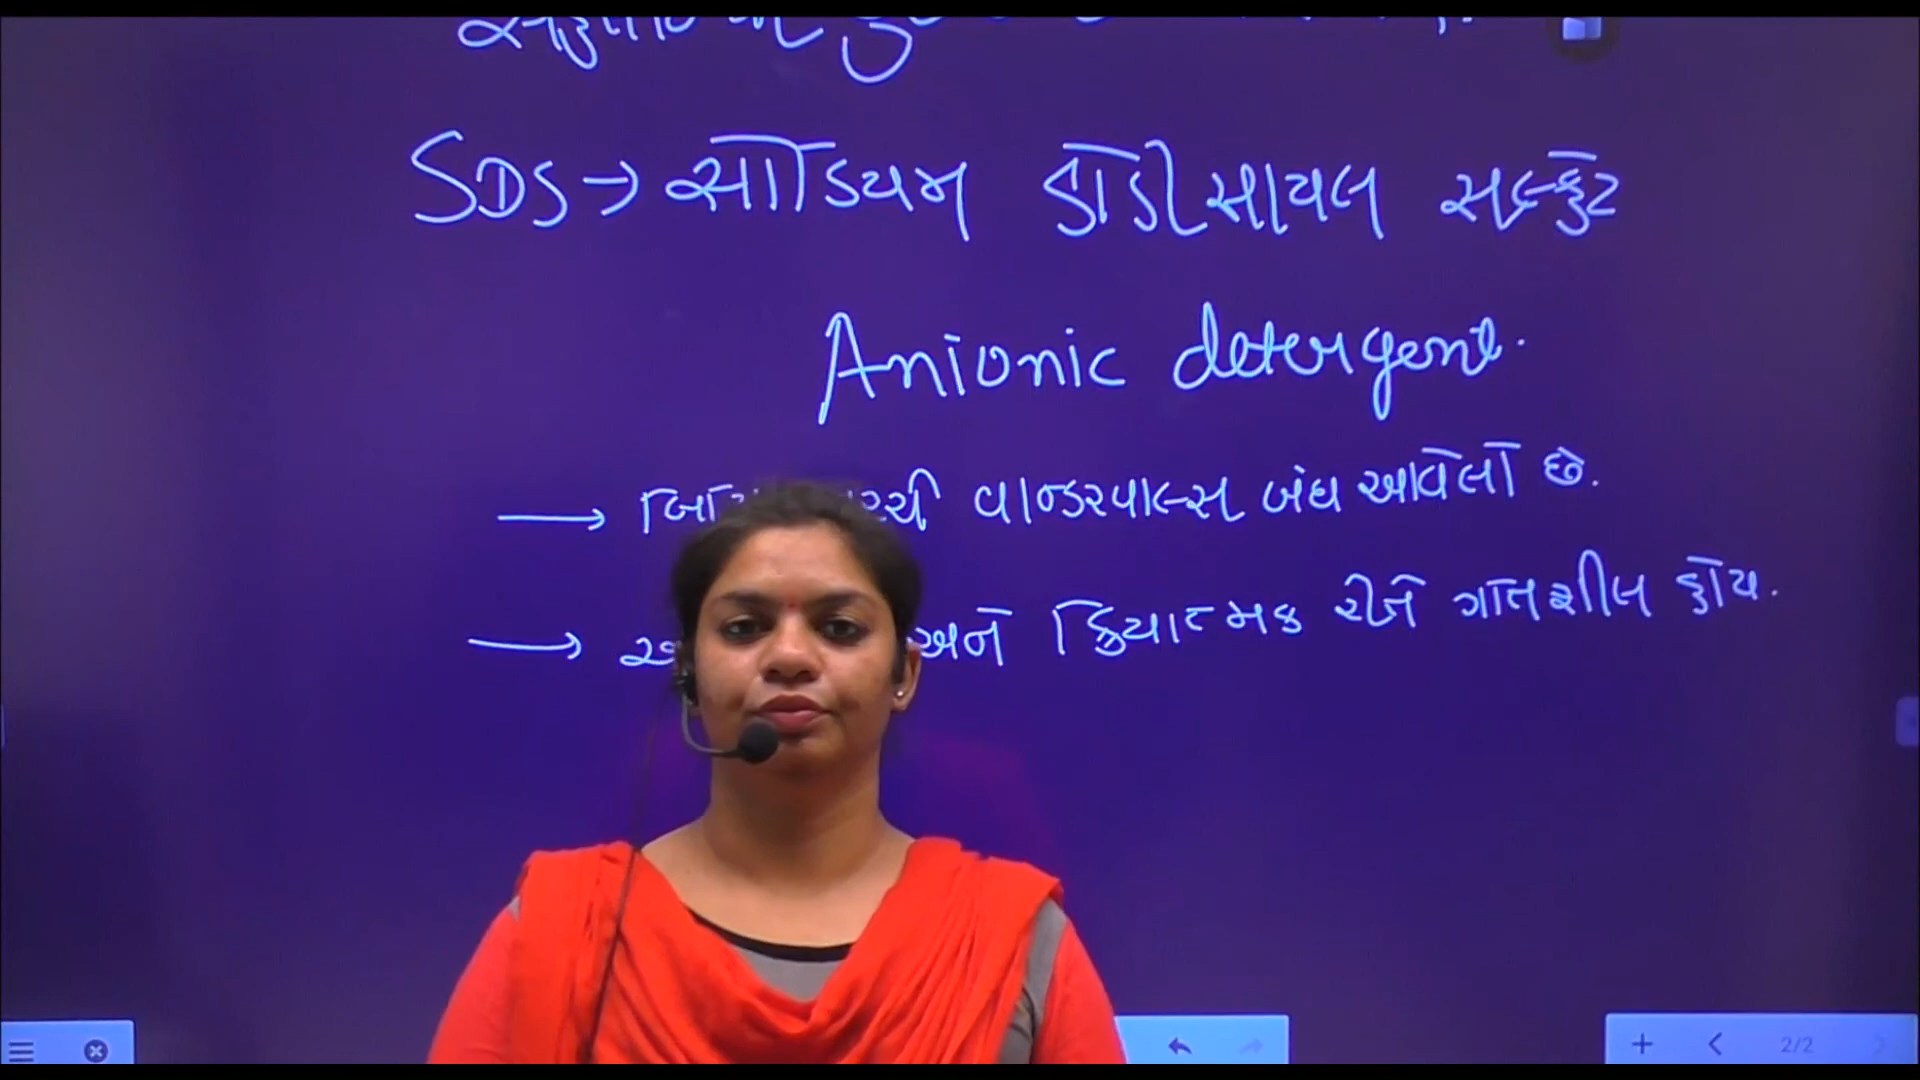 SDS → સોડિયમ ડોડીસાયલ સલ્ફેટ
Anionic detergent.
→ વાન્ડરવાલ્સ બંધ આવેલો છે.
→ અને ક્રિયાત્મક રીતે ગતિશીલ હોય.
2/2